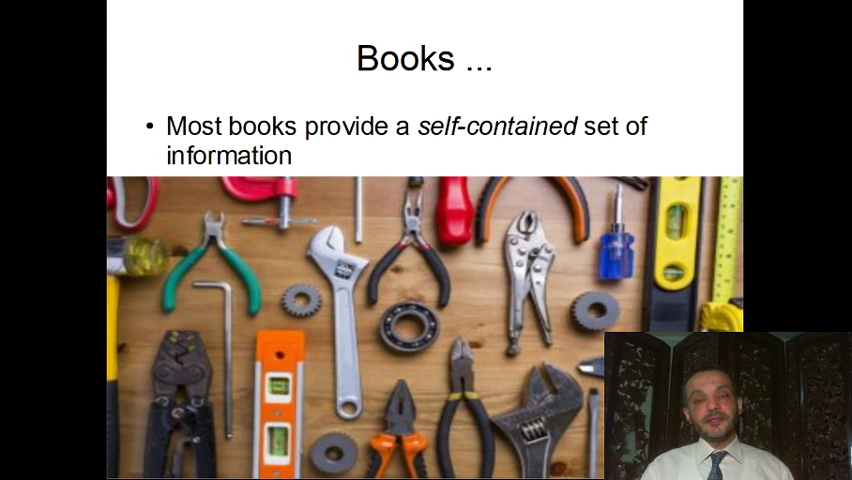 Books ...
• Most books provide a self-contained set of
information